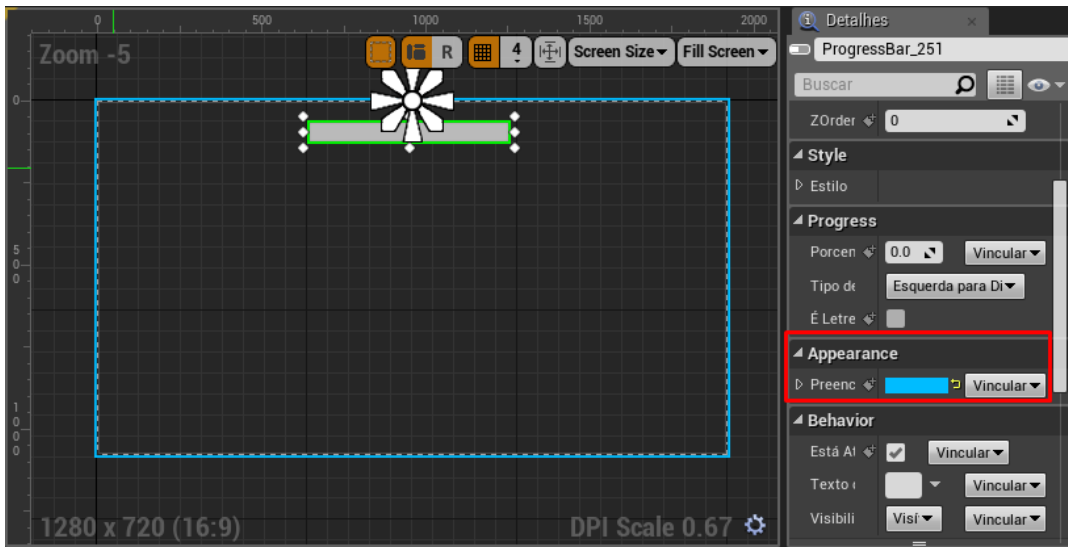 0 500 1000 1500 2000
Zoom -5
R
4
Screen Size
Fill Screen
0
5
0
0
1
0
0
0
1280 x 720 (16:9)
DPI Scale 0.67
Detalhes
ProgressBar_251
Buscar
ZOrder 0
Style
Estilo
Progress
Porcen 0.0 Vincular
Tipo de Esquerda para Di
É Letre
Appearance
Preenc Vincular
Behavior
Está At Vincular
Texto Vincular
Visibili Visí Vincular